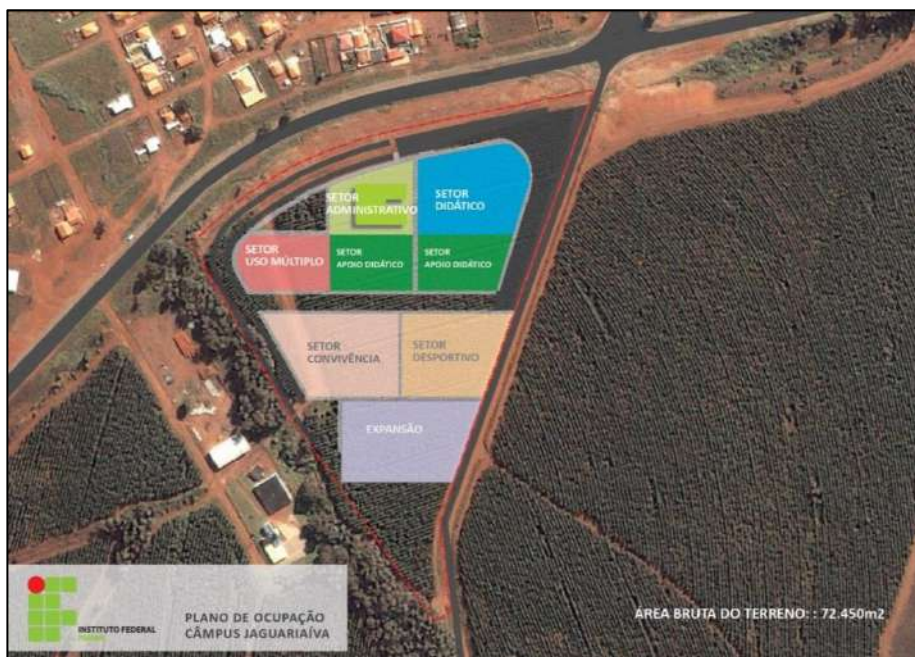 SETOR
ADMINISTRATIVO
SETOR
DIDÁTICO
SETOR
USO MÚLTIPLO
SETOR
APOIO DIDÁTICO
SETOR
APOIO DIDÁTICO
SETOR
CONVIVÊNCIA
SETOR
DESPORTIVO
EXPANSÃO
INSTITUTO FEDERAL
PLANO DE OCUPAÇÃO
CÂMPUS JAGUARIAÍVA
ÁREA BRUTA DO TERRENO: : 72.450m2